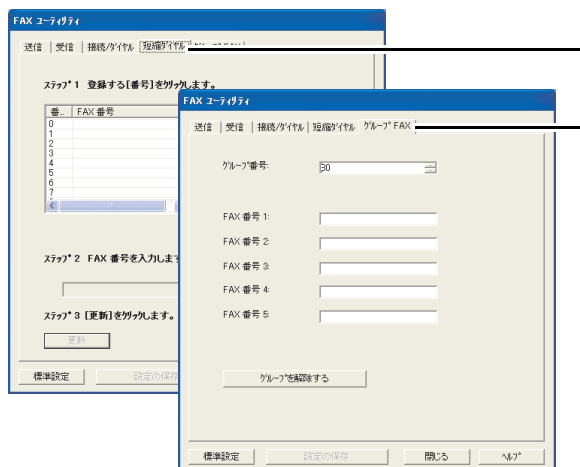 FAX ユーティリティ
送信 受信 接続/ダイヤル 短縮ダイヤル
ステップ 1 登録する[番号]をクリックします。
番... FAX 番号
0
1
2
3
4
5
6
7
ステップ 2 FAX 番号を入力しま
ステップ 3 [更新]をクリックします。
更新
標準設定 設定の保存
FAX ユーティリティ
送信 受信 接続/ダイヤル 短縮ダイヤル グループ FAX
グループ番号: 30
FAX 番号 1:
FAX 番号 2:
FAX 番号 3:
FAX 番号 4:
FAX 番号 5:
グループを解除する
標準設定 設定の保存 閉じる ヘルプ